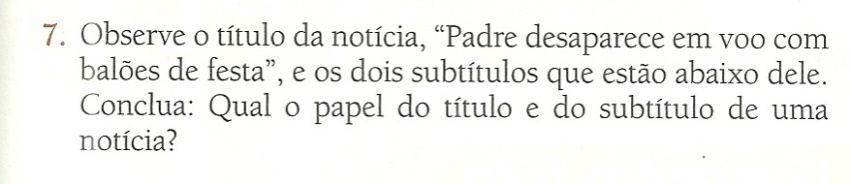 7. Observe o título da notícia, “Padre desaparece em voo com
balões de festa”, e os dois subtítulos que estão abaixo dele.
Conclua: Qual o papel do título e do subtítulo de uma
notícia?